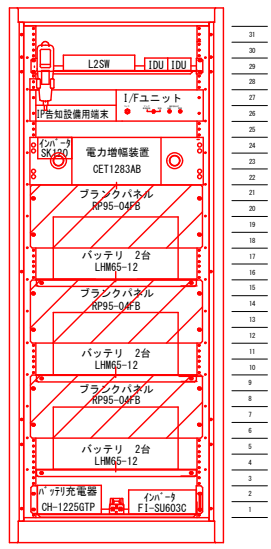 31
30
29
28
27
26
25
24
23
22
21
20
19
18
17
16
15
14
13
12
11
10
9
8
7
6
5
4
3
2
1
L2SW
IDU IDU
I/Fユニット
IP告知設備用端末
インバータ
SK120
電力増幅装置
CET1283AB
ブランクパネル
RP95-04FB
バッテリ 2台
LHM65-12
ブランクパネル
RP95-04FB
バッテリ 2台
LHM65-12
ブランクパネル
RP95-04FB
バッテリ 2台
LHM65-12
バッテリ充電器
CH-1225GTP
インバータ
FI-SU603C